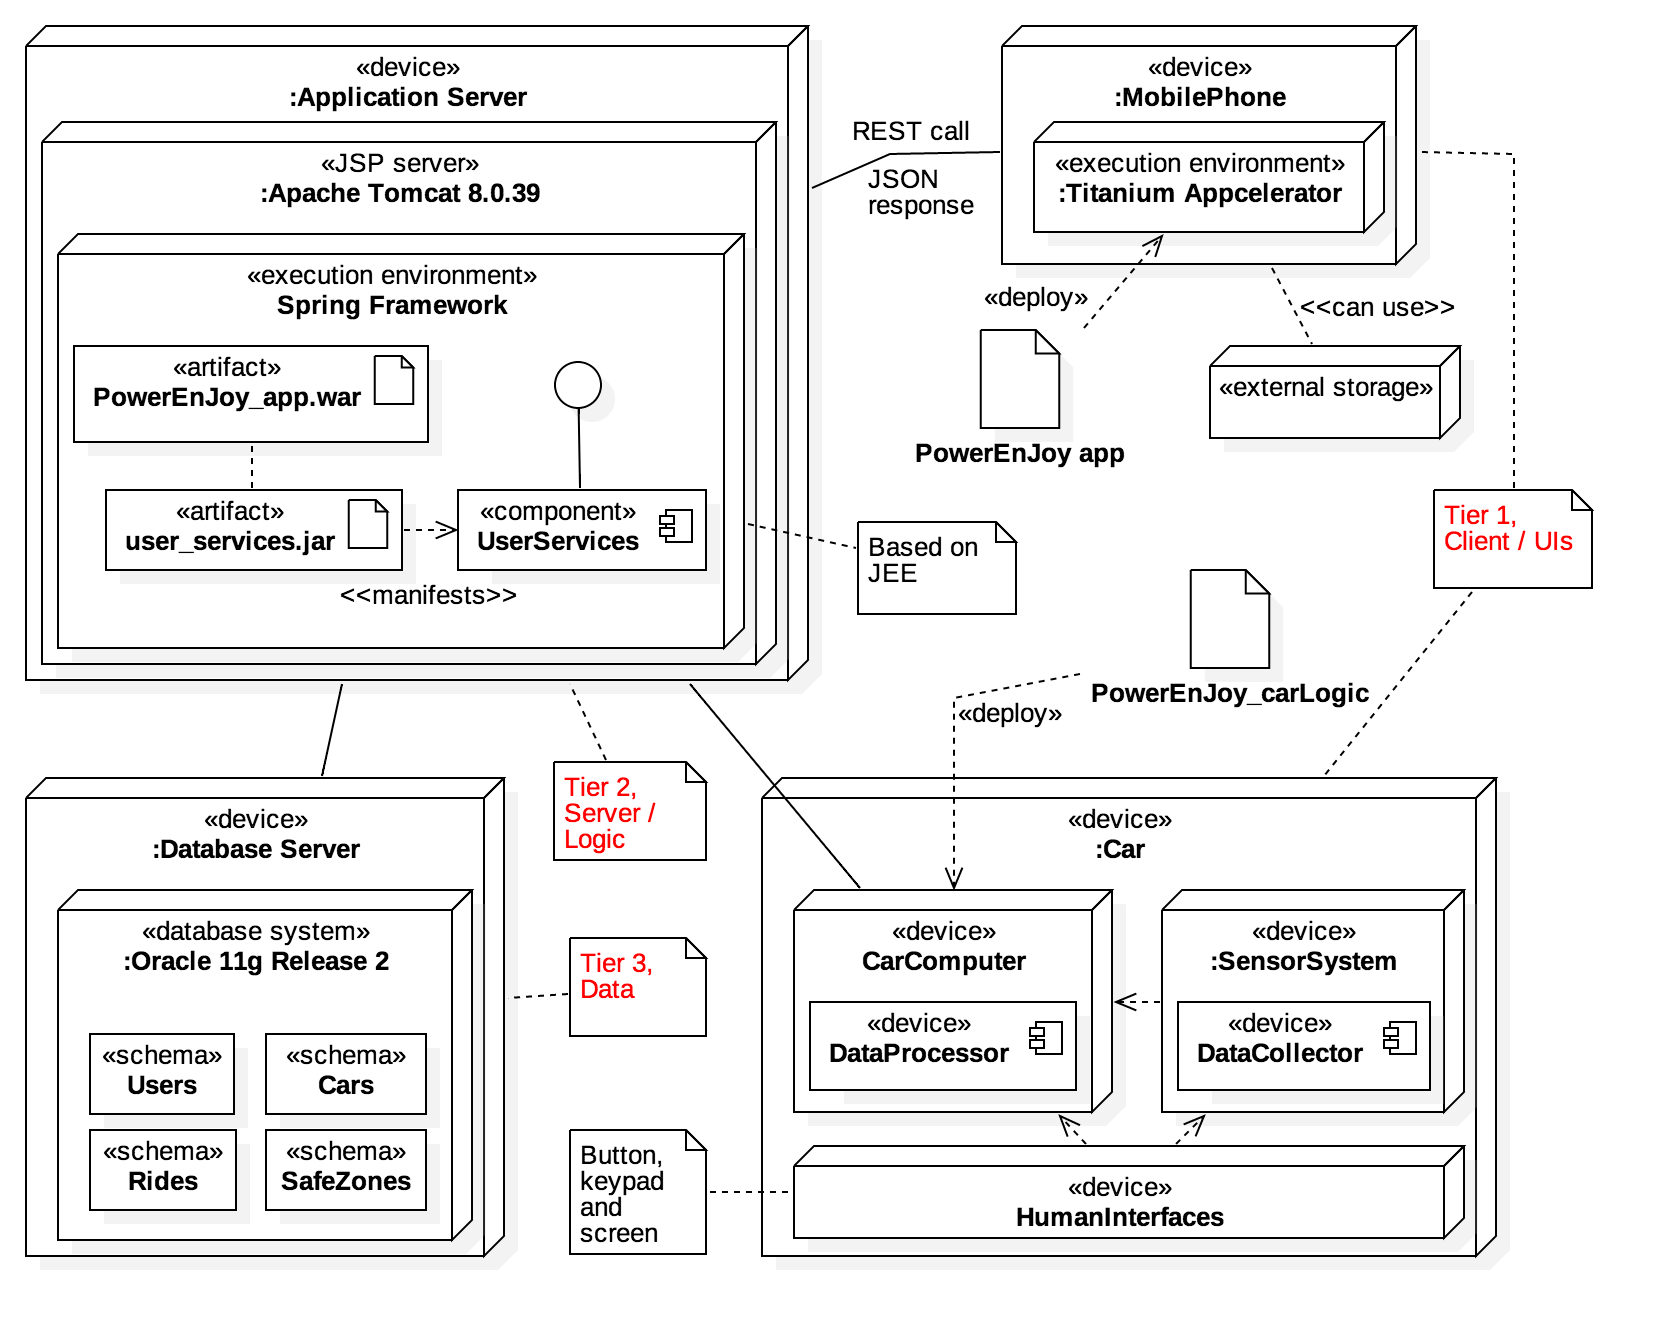 «device»
:Application Server
«JSP server»
:Apache Tomcat 8.0.39
«execution environment»
Spring Framework
«artifact»
PowerEnJoy_app.war
«artifact»
user_services.jar
«component»
UserServices
<<manifests>>
REST call
JSON
response
«device»
:MobilePhone
«execution environment»
:Titanium Appcelerator
«deploy»
PowerEnJoy app
<<can use>>
«external storage»
Based on
JEE
Tier 1,
Client / UIs
PowerEnJoy_carLogic
«deploy»
Tier 2,
Server /
Logic
«device»
:Database Server
«database system»
:Oracle 11g Release 2
«schema»
Users
«schema»
Cars
«schema»
Rides
«schema»
SafeZones
Tier 3,
Data
Button,
keypad
and
screen
«device»
:Car
«device»
CarComputer
«device»
DataProcessor
«device»
:SensorSystem
«device»
DataCollector
«device»
HumanInterfaces